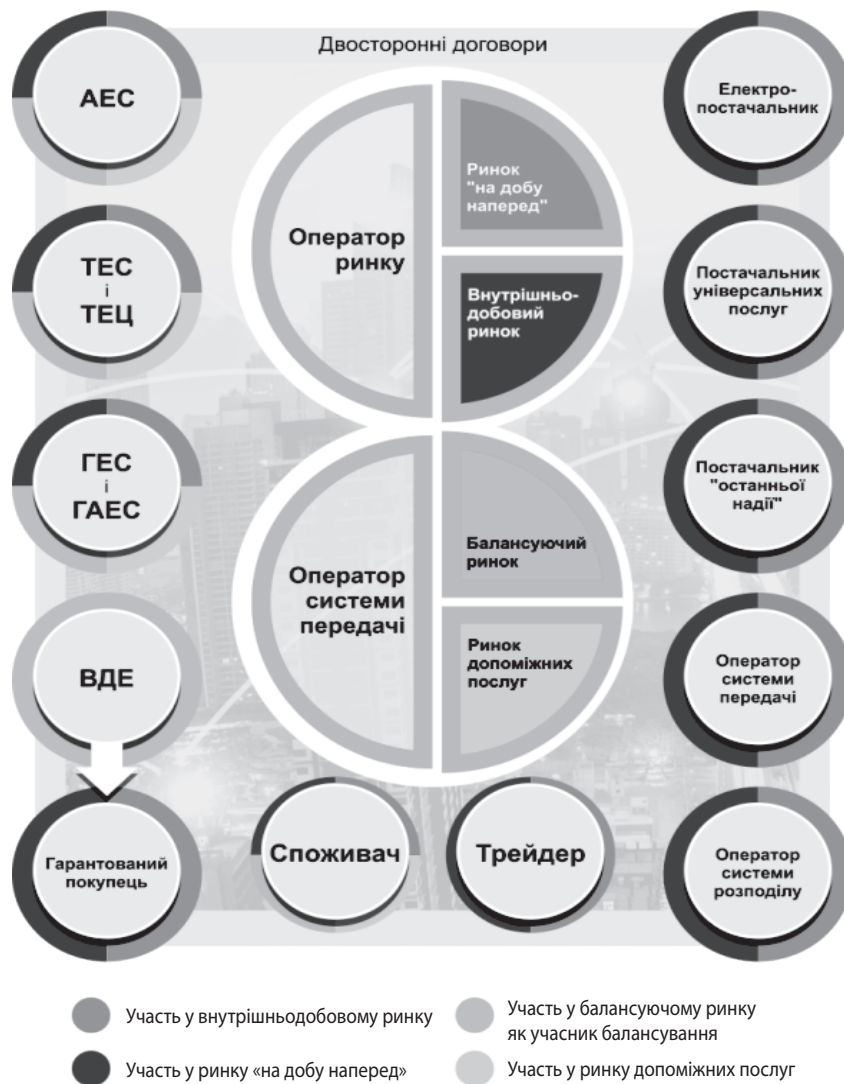 Двосторонні договори
АЕС
ТЕС
і
ТЕЦ
ГЕС
і
ГАЕС
ВДЕ
Гарантований
покупець
Оператор
ринку
Ринок
"на добу
наперед"
Внутрішньо-
добовий
ринок
Оператор
системи
передачі
Балансуючий
ринок
Ринок
допоміжних
послуг
Споживач
Трейдер
Електро-
постачальник
Постачальник
універсальних
послуг
Постачальник
"останньої
надії"
Оператор
системи
передачі
Оператор
системи
розподілу
Участь у внутрішньодобовому ринку
Участь у ринку «на добу наперед»
Участь у балансуючому ринку
як учасник балансування
Участь у ринку допоміжних послуг